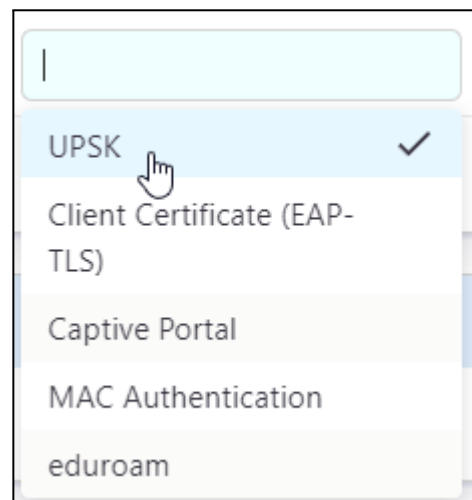 UPSK
Client Certificate (EAP-
TLS)
Captive Portal
MAC Authentication
eduroam